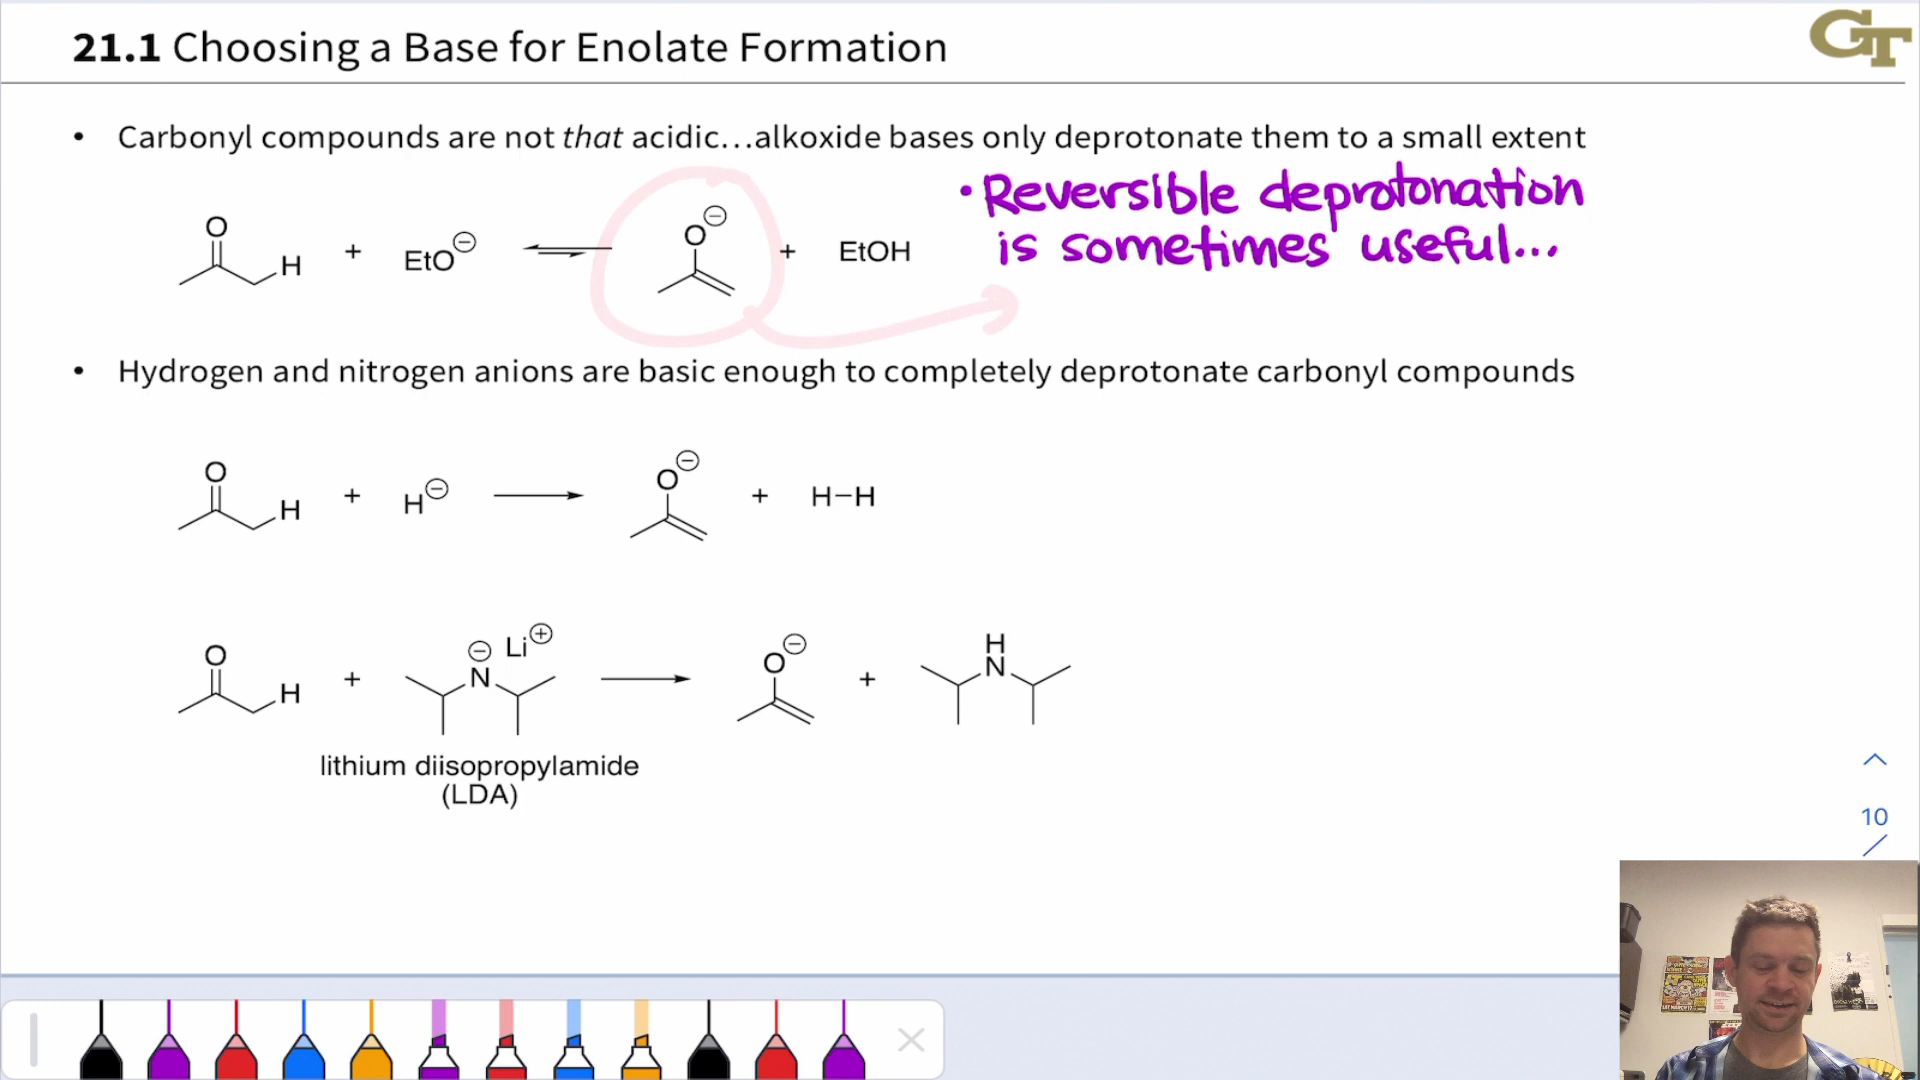 21.1 Choosing a Base for Enolate Formation
GT
• Carbonyl compounds are not that acidic...alkoxide bases only deprotonate them to a small extent
• Reversible deprotonation
is sometimes useful...
O H + EtO⊖ O⊖ + EtOH
• Hydrogen and nitrogen anions are basic enough to completely deprotonate carbonyl compounds
O H + H⊖ O⊖ + H–H
O H + ⊖ N Li⊕ O⊖ + H N
lithium diisopropylamide
(LDA)
10